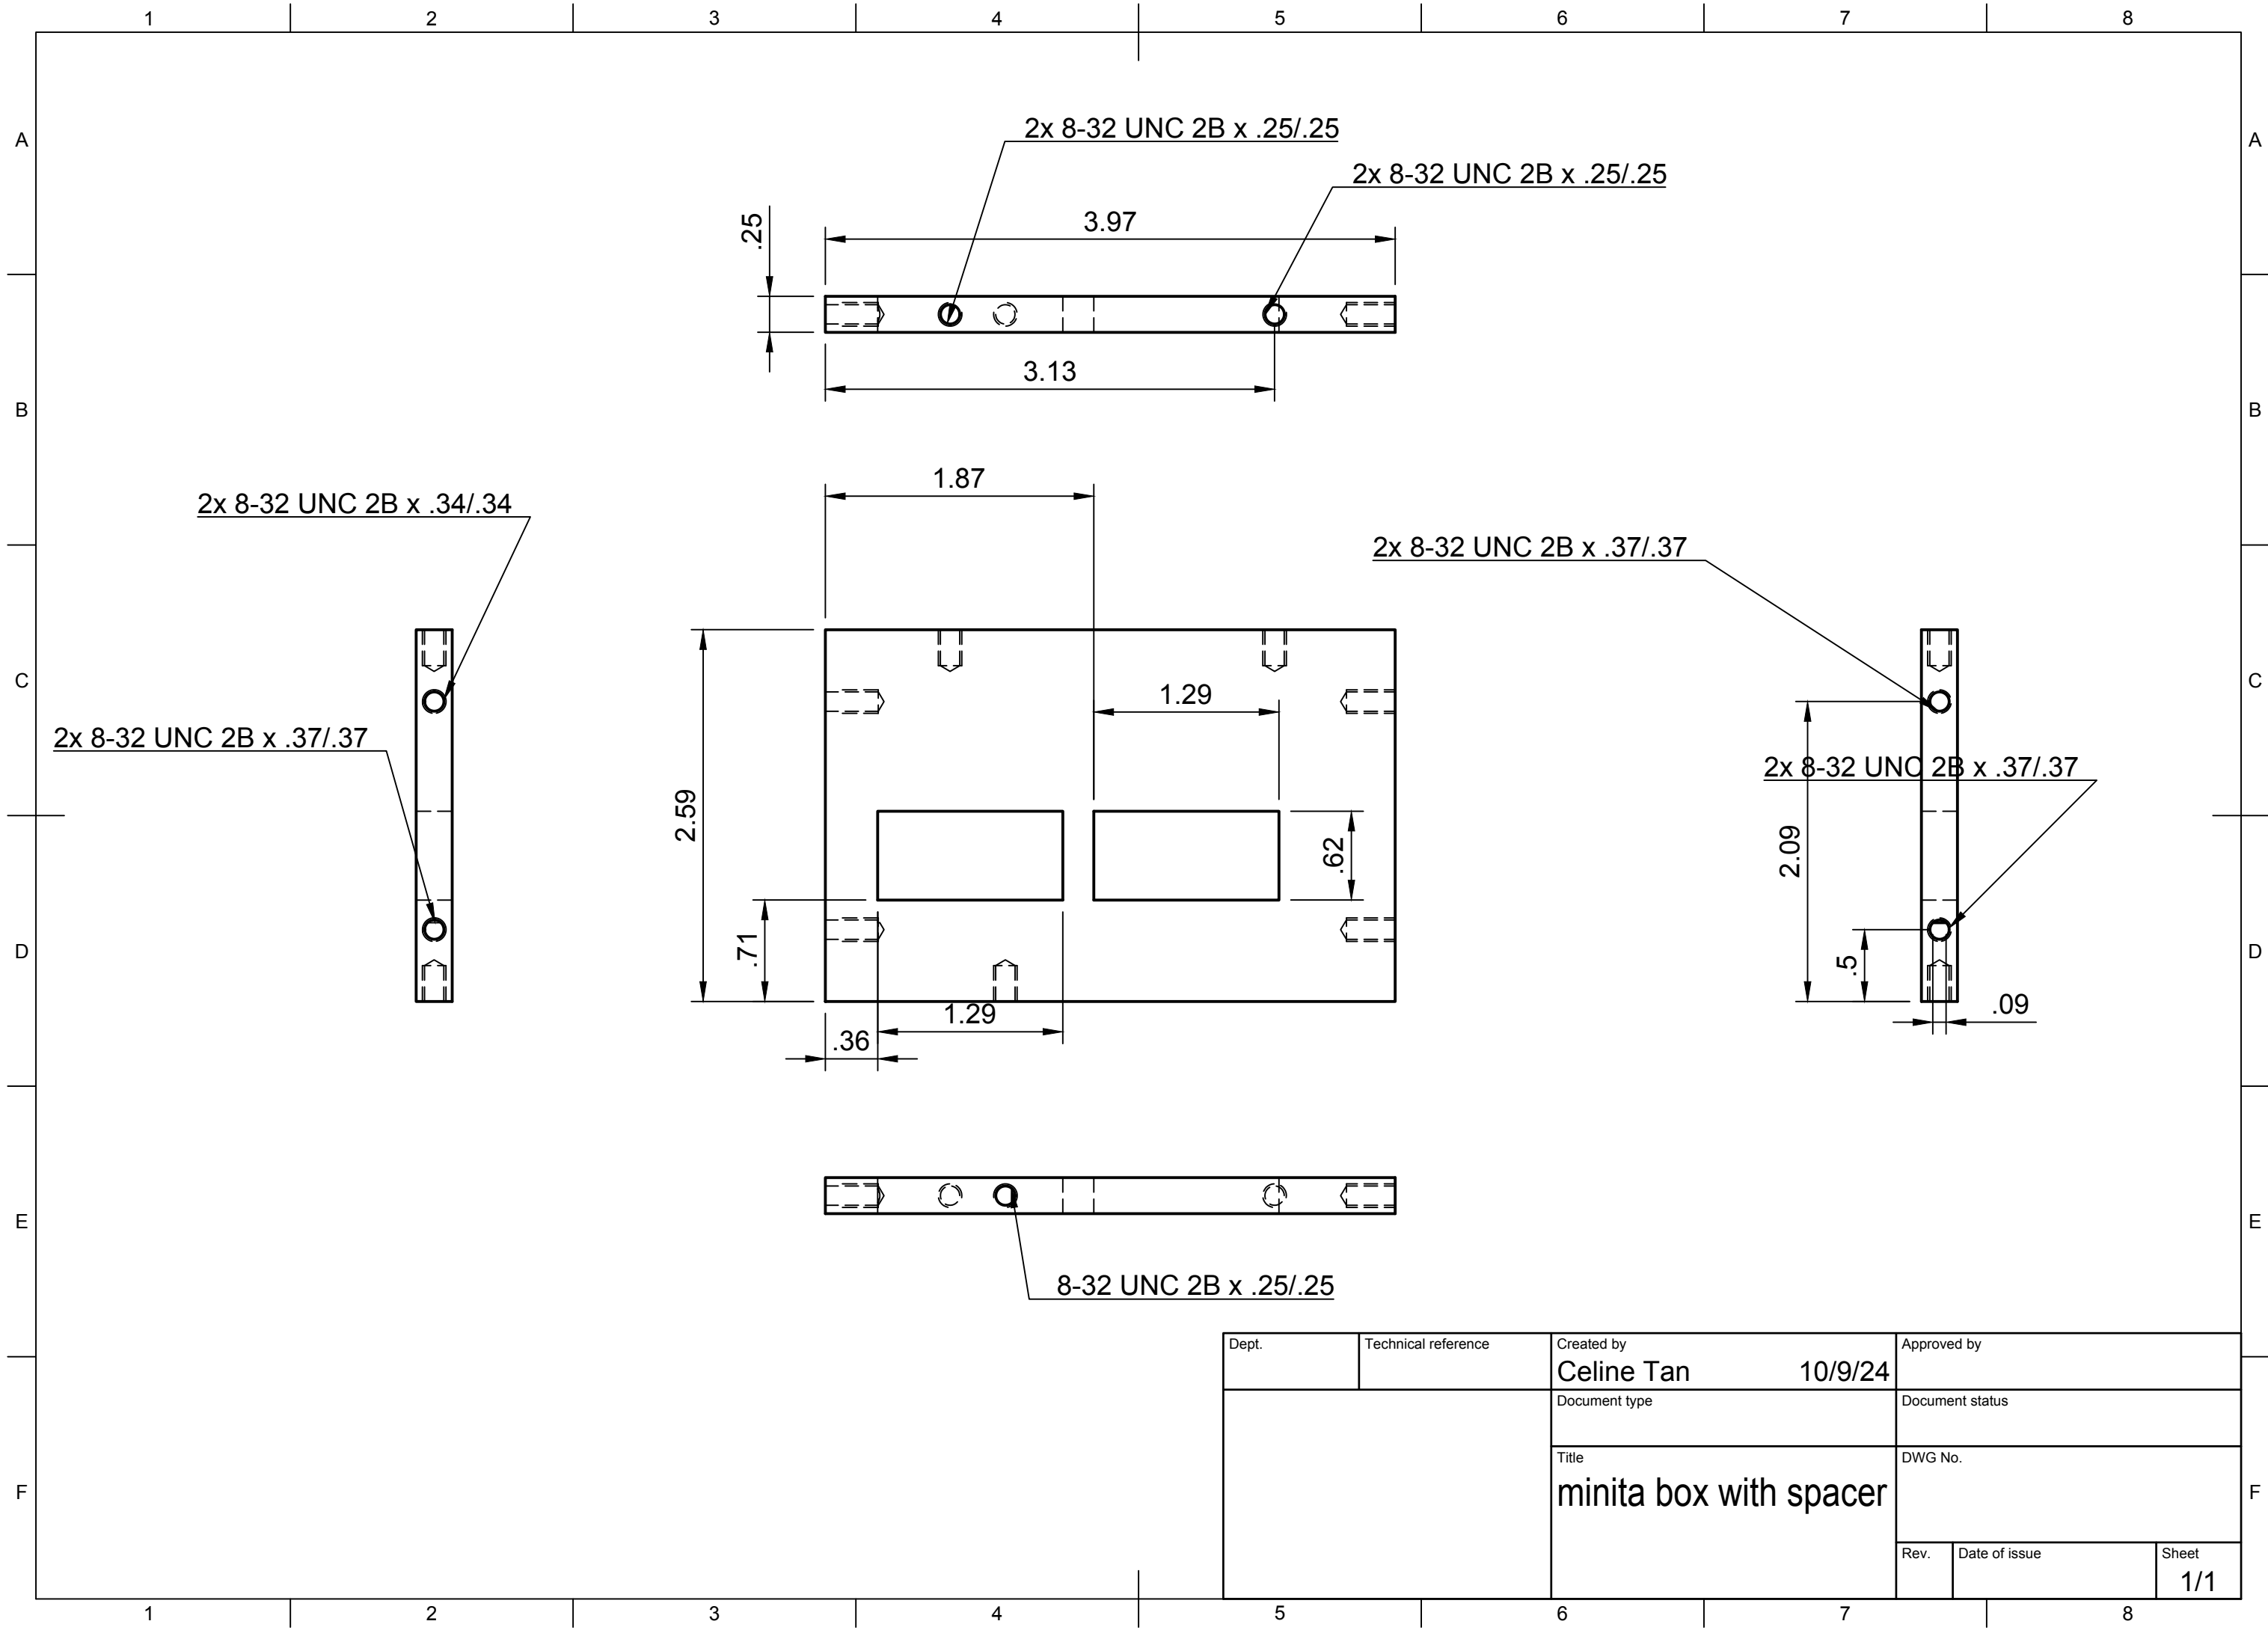 1 2 3 4 5 6 7 8
A A
2x 8-32 UNC 2B x .25/.25
2x 8-32 UNC 2B x .25/.25
.25
3.97
3.13
B B
1.87
2x 8-32 UNC 2B x .34/.34
2x 8-32 UNC 2B x .37/.37
C C
1.29
2x 8-32 UNC 2B x .37/.37
2x 8-32 UNC 2B x .37/.37
2.59
.62
2.09
.71
D D
.5
.09
1.29
.36
E E
8-32 UNC 2B x .25/.25
Dept.
Technical reference
Created by
Celine Tan 10/9/24
Approved by
Document type
Document status
Title
minita box with spacer
DWG No.
F F
Rev.
Date of issue
Sheet
1/1
1 2 3 4 5 6 7 8